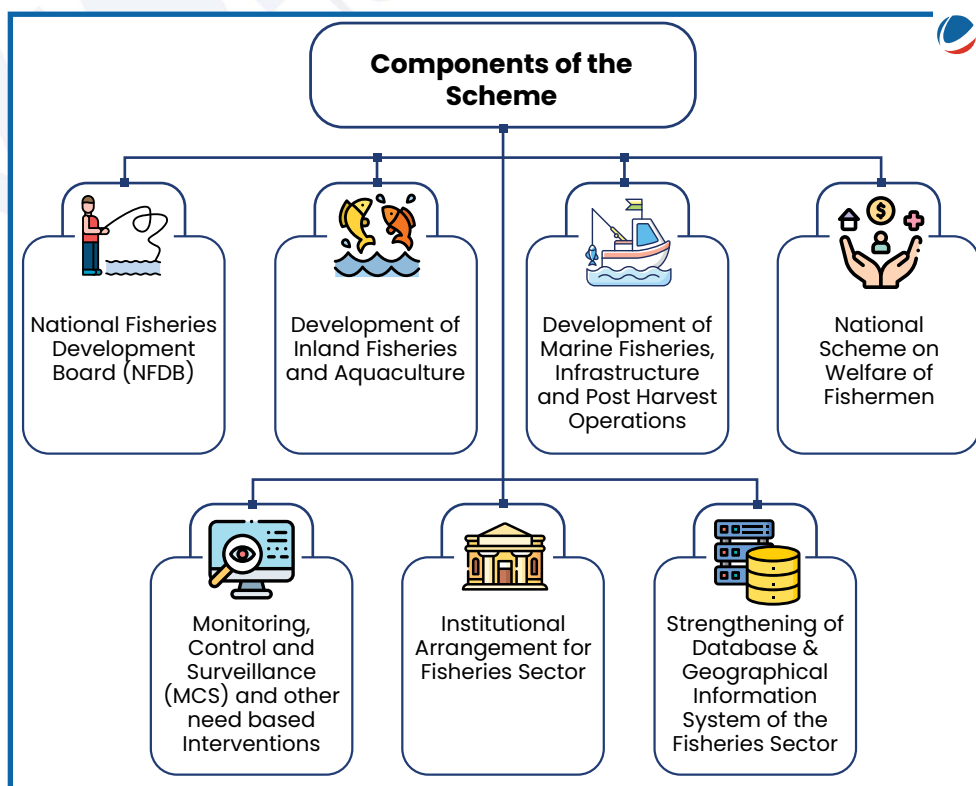 Components of the
Scheme
National Fisheries
Development
Board (NFDB)
Development of
Inland Fisheries
and Aquaculture
Development of
Marine Fisheries,
Infrastructure
and Post Harvest
Operations
National
Scheme on
Welfare of
Fishermen
Monitoring,
Control and
Surveillance
(MCS) and other
need based
Interventions
Institutional
Arrangement for
Fisheries Sector
Strengthening of
Database &
Geographical
Information
System of the
Fisheries Sector